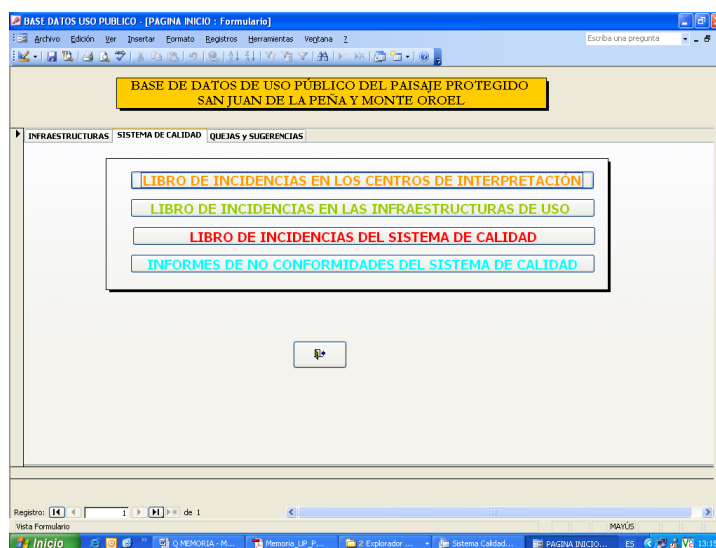 BASE DATOS USO PUBLICO - [PAGINA INICIO : Formulario]
Archivo Edición Ver Insertar Formato Registros Herramientas Ventana ? Escriba una pregunta
BASE DE DATOS DE USO PÚBLICO DEL PAISAJE PROTEGIDO
SAN JUAN DE LA PEÑA Y MONTE OROEL
INFRAESTRUCTURAS SISTEMA DE CALIDAD QUEJAS y SUGERENCIAS
LIBRO DE INCIDENCIAS EN LOS CENTROS DE INTERPRETACIÓN
LIBRO DE INCIDENCIAS EN LAS INFRAESTRUCTURAS DE USO
LIBRO DE INCIDENCIAS DEL SISTEMA DE CALIDAD
INFORMES DE NO CONFORMIDADES DEL SISTEMA DE CALIDAD
Registro: 1 de 1
Vista Formulario MAYÚS
Inicio Q MEMORIA - M... Memoria_UP_P... 2 Explorador ... Sistema Calidad... PAGINA INICIO... ES 13:15